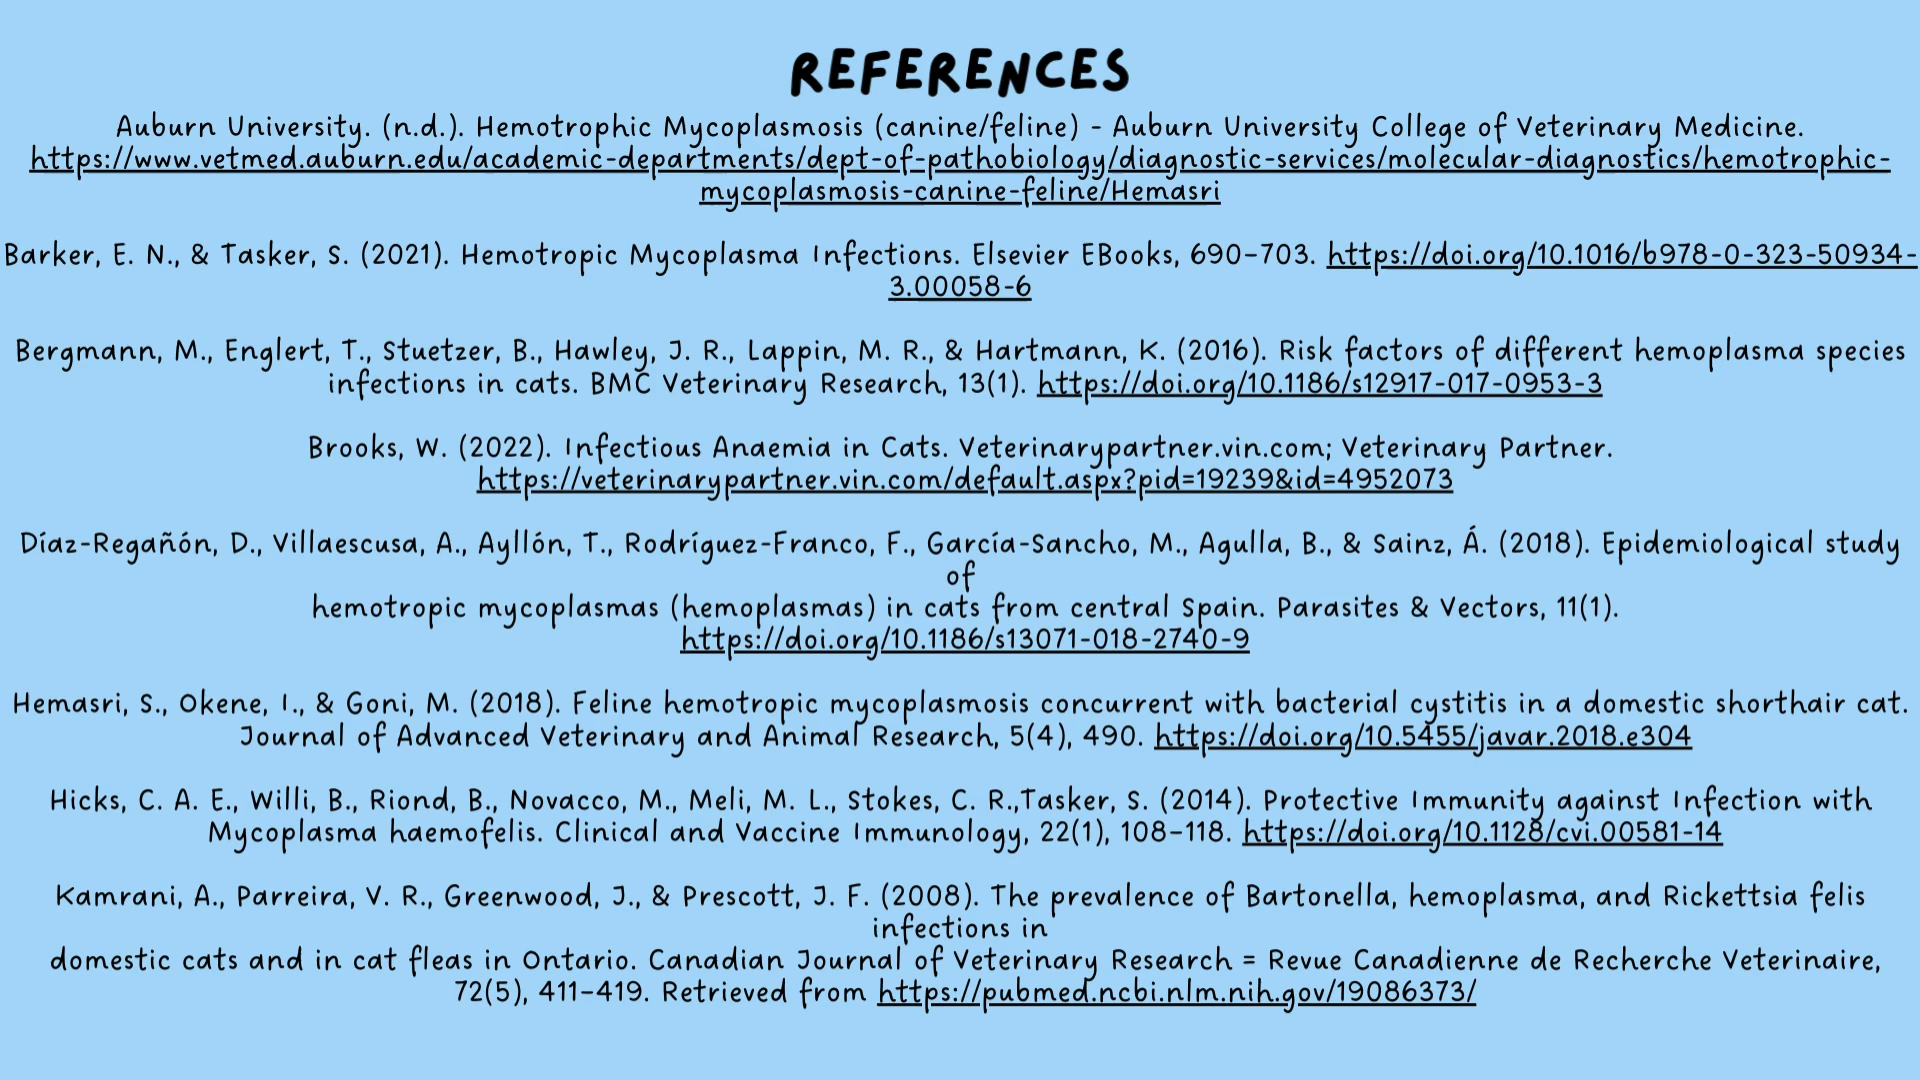 REFERENCES
Auburn University. (n.d.). Hemotrophic Mycoplasmosis (canine/feline) - Auburn University College of Veterinary Medicine.
https://www.vetmed.auburn.edu/academic-departments/dept-of-pathobiology/diagnostic-services/molecular-diagnostics/hemotrophic-
mycoplasmosis-canine-feline/Hemasri
Barker, E. N., & Tasker, S. (2021). Hemotropic Mycoplasma Infections. Elsevier EBooks, 690–703. https://doi.org/10.1016/b978-0-323-50934-
3.00058-6
Bergmann, M., Englert, T., Stuetzer, B., Hawley, J. R., Lappin, M. R., & Hartmann, K. (2016). Risk factors of different hemoplasma species
infections in cats. BMC Veterinary Research, 13(1). https://doi.org/10.1186/s12917-017-0953-3
Brooks, W. (2022). Infectious Anaemia in Cats. Veterinarypartner.vin.com; Veterinary Partner.
https://veterinarypartner.vin.com/default.aspx?pid=19239&id=4952073
Díaz-Regañón, D., Villaescusa, A., Ayllón, T., Rodríguez-Franco, F., García-Sancho, M., Agulla, B., & Sainz, Á. (2018). Epidemiological study
of
hemotropic mycoplasmas (hemoplasmas) in cats from central Spain. Parasites & Vectors, 11(1).
https://doi.org/10.1186/s13071-018-2740-9
Hemasri, S., Okene, I., & Goni, M. (2018). Feline hemotropic mycoplasmosis concurrent with bacterial cystitis in a domestic shorthair cat.
Journal of Advanced Veterinary and Animal Research, 5(4), 490. https://doi.org/10.5455/javar.2018.e304
Hicks, C. A. E., Willi, B., Riond, B., Novacco, M., Meli, M. L., Stokes, C. R.,Tasker, S. (2014). Protective Immunity against Infection with
Mycoplasma haemofelis. Clinical and Vaccine Immunology, 22(1), 108–118. https://doi.org/10.1128/cvi.00581-14
Kamrani, A., Parreira, V. R., Greenwood, J., & Prescott, J. F. (2008). The prevalence of Bartonella, hemoplasma, and Rickettsia felis
infections in
domestic cats and in cat fleas in Ontario. Canadian Journal of Veterinary Research = Revue Canadienne de Recherche Veterinaire,
72(5), 411–419. Retrieved from https://pubmed.ncbi.nlm.nih.gov/19086373/